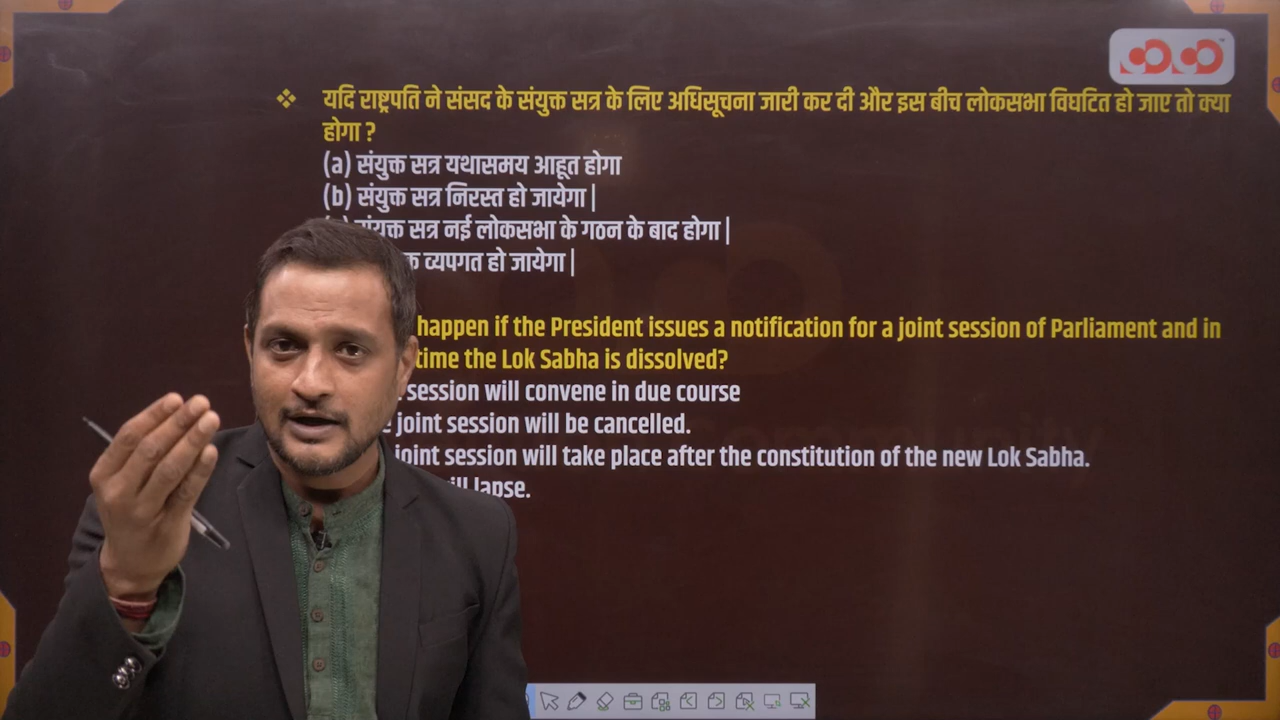 ❖ यदि राष्ट्रपति ने संसद के संयुक्त सत्र के लिए अधिसूचना जारी कर दी और इस बीच लोकसभा विघटित हो जाए तो क्या
होगा ?
(a) संयुक्त सत्र यथासमय आहूत होगा
(b) संयुक्त सत्र निरस्त हो जायेगा |
संयुक्त सत्र नई लोकसभा के गठन के बाद होगा |
व्यपगत हो जायेगा |
happen if the President issues a notification for a joint session of Parliament and in
time the Lok Sabha is dissolved?
session will convene in due course
joint session will be cancelled.
joint session will take place after the constitution of the new Lok Sabha.
lapse.